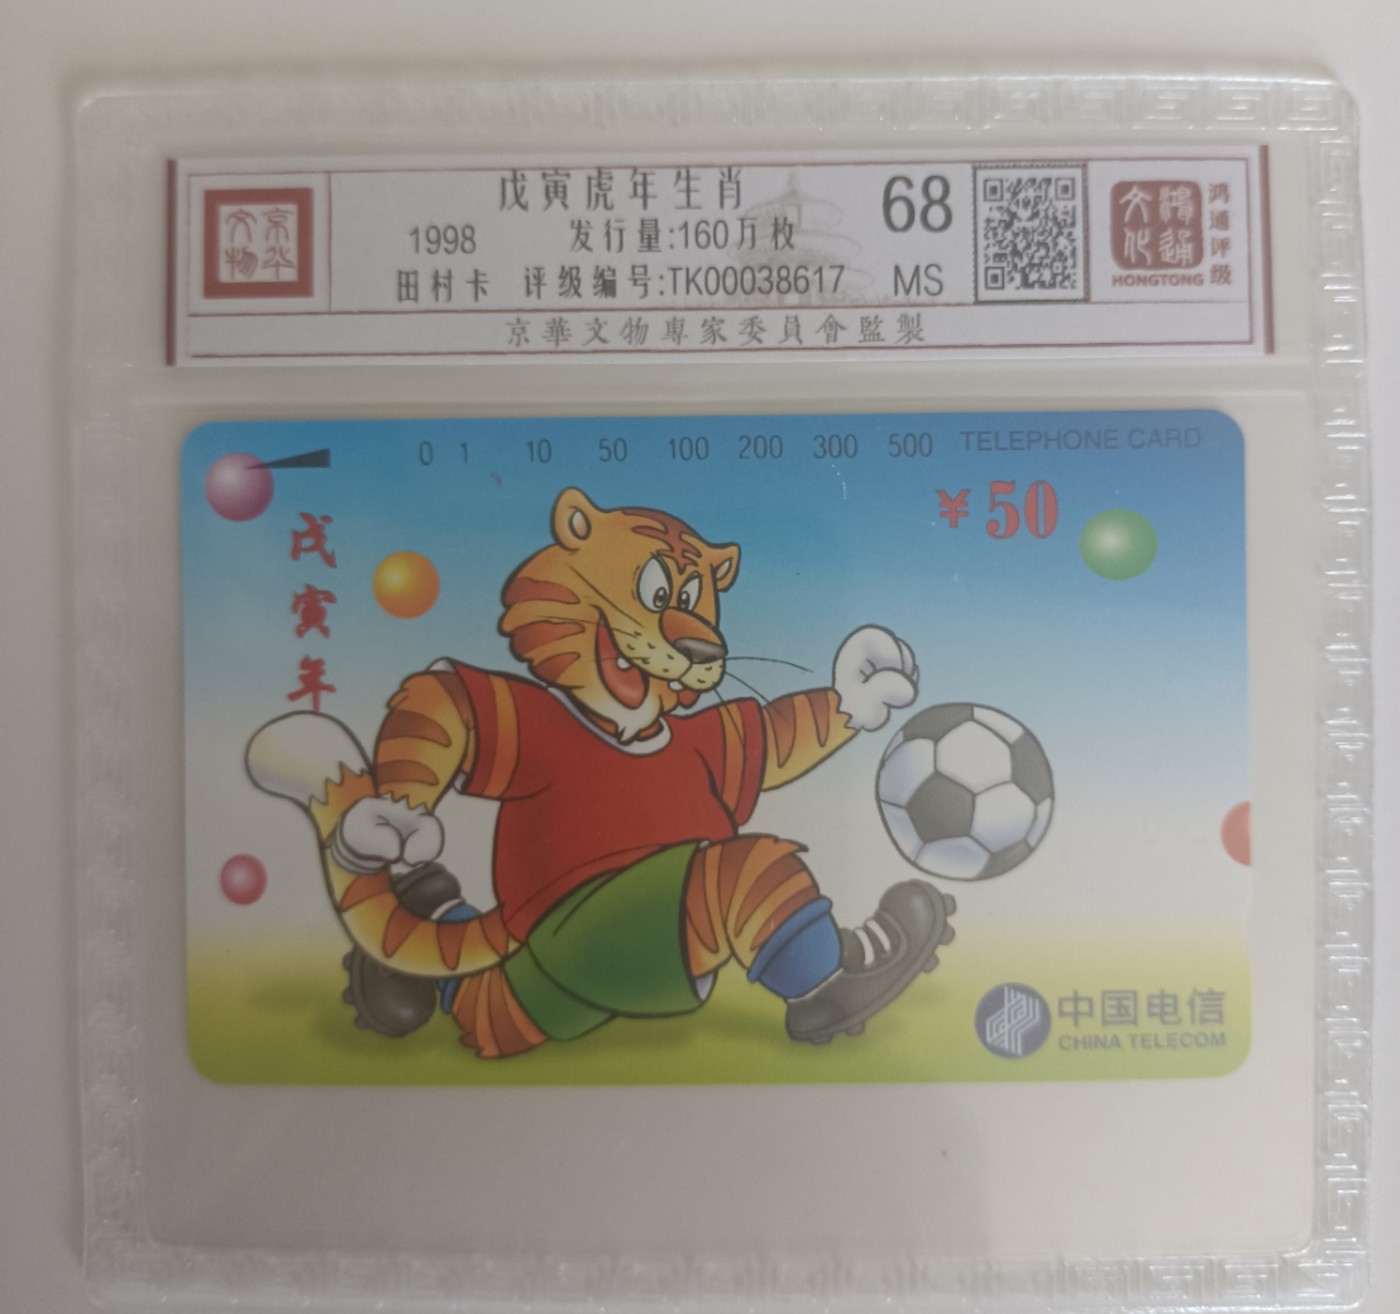 京华文物
戊寅虎年生肖
1998 发行量:160万枚
田村卡 评级编号:TK00038617
68
MS
鸿通文化
HONGTONG
鸿通评级
京華文物專家委員會監製
0 1 10 50 100 200 300 500 TELEPHONE CARD
¥50
戊寅年
中国电信
CHINA TELECOM